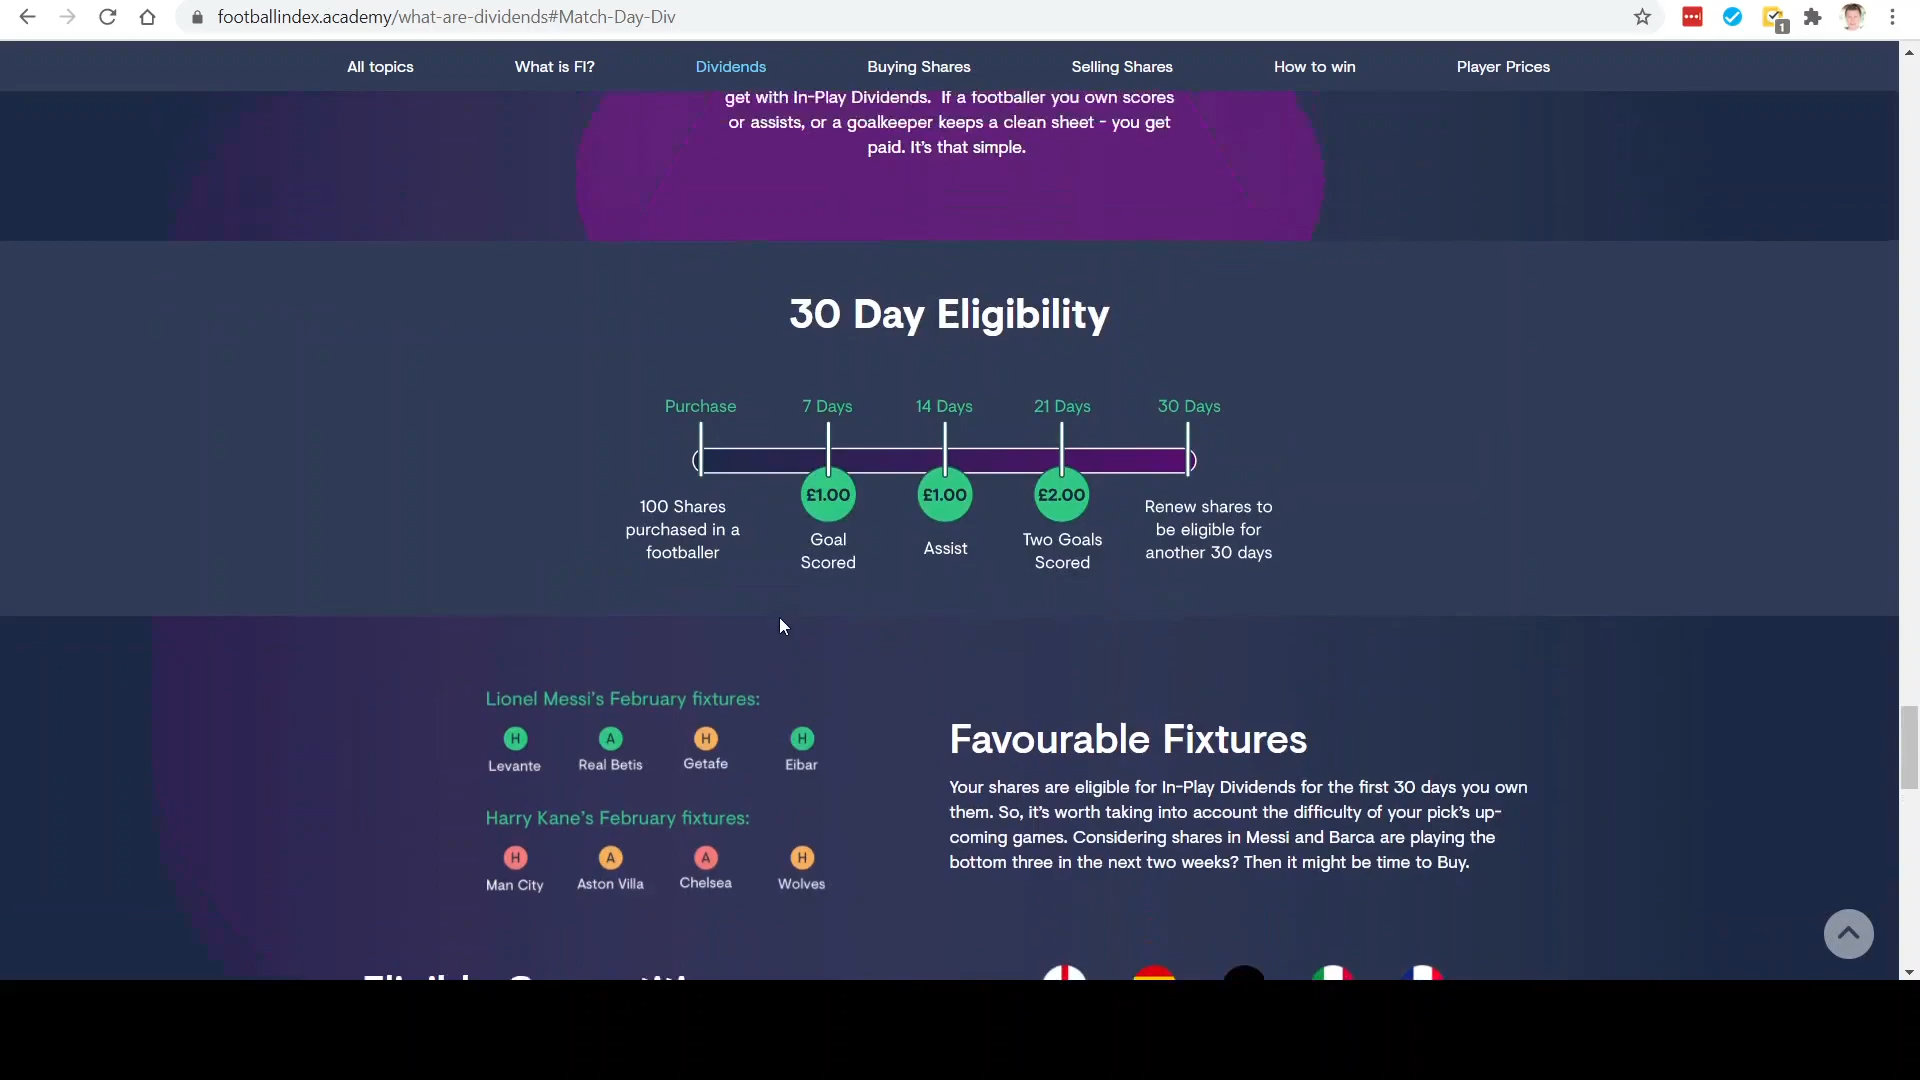 footballindex.academy/what-are-dividends#Match-Day-Div
1
All topics
What is FI?
Dividends
Buying Shares
Selling Shares
How to win
Player Prices
get with In-Play Dividends. If a footballer you own scores
or assists, or a goalkeeper keeps a clean sheet - you get
paid. It's that simple.
30 Day Eligibility
Purchase
7 Days
14 Days
21 Days
30 Days
£1.00
£1.00
£2.00
100 Shares
purchased in a
footballer
Goal
Scored
Assist
Two Goals
Scored
Renew shares to
be eligible for
another 30 days
Lionel Messi's February fixtures:
H
A
H
H
Levante
Real Betis
Getafe
Eibar
Harry Kane's February fixtures:
H
A
A
H
Man City
Aston Villa
Chelsea
Wolves
Favourable Fixtures
Your shares are eligible for In-Play Dividends for the first 30 days you own
them. So, it's worth taking into account the difficulty of your pick's up-
coming games. Considering shares in Messi and Barca are playing the
bottom three in the next two weeks? Then it might be time to Buy.